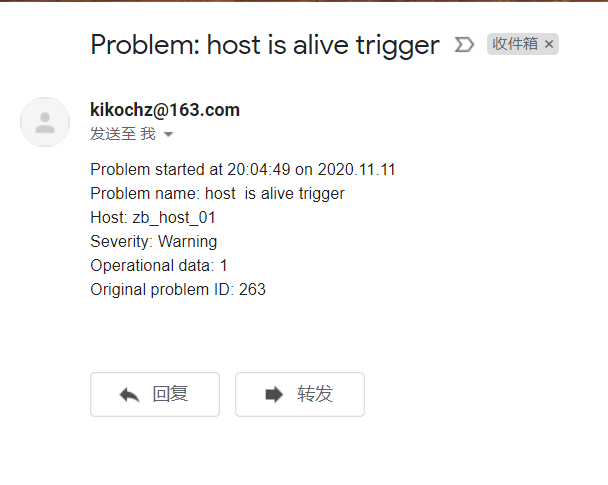 Problem: host is alive trigger
收件箱 ×
kikochz@163.com
发送至 我
Problem started at 20:04:49 on 2020.11.11
Problem name: host  is alive trigger
Host: zb_host_01
Severity: Warning
Operational data: 1
Original problem ID: 263
回复
转发